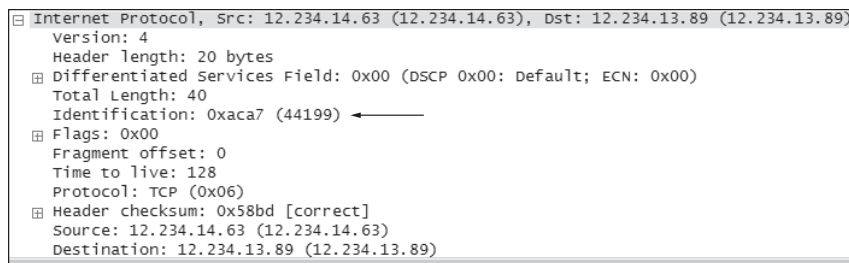 Internet Protocol, Src: 12.234.14.63 (12.234.14.63), Dst: 12.234.13.89 (12.234.13.89)
Version: 4
Header length: 20 bytes
Differentiated Services Field: 0x00 (DSCP 0x00: Default; ECN: 0x00)
Total Length: 40
Identification: 0xaca7 (44199)
Flags: 0x00
Fragment offset: 0
Time to live: 128
Protocol: TCP (0x06)
Header checksum: 0x58bd [correct]
Source: 12.234.14.63 (12.234.14.63)
Destination: 12.234.13.89 (12.234.13.89)